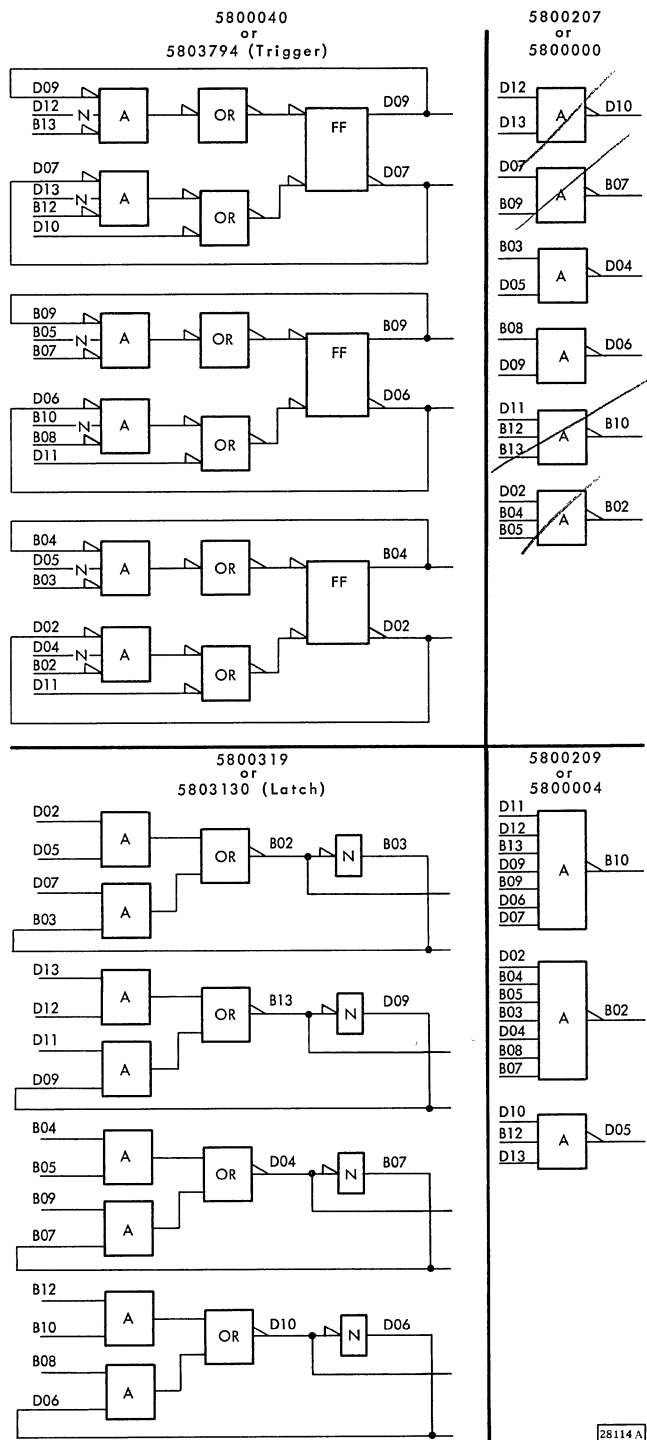 5800040
or
5803794 (Trigger)
D09
D12
N
B13
A
OR
FF
D09
D07
D07
D13
N
B12
D10
A
OR
B09
B05
N
B07
A
OR
FF
B09
D06
D06
B10
N
B08
D11
A
OR
B04
D05
N
B03
A
OR
FF
B04
D02
D02
D04
N
B02
D11
A
OR
5800207
or
5800000
D12
D13
A
D10
D07
B09
A
B07
B03
D05
A
D04
B08
D09
A
D06
D11
B12
B13
A
B10
D02
B04
B05
A
B02
5800319
or
5803130 (Latch)
D02
D05
A
D07
B03
A
OR
B02
N
B03
D13
D12
A
D11
D09
A
OR
B13
N
D09
B04
B05
A
B09
B07
A
OR
D04
N
B07
B12
B10
A
B08
D06
A
OR
D10
N
D06
5800209
or
5800004
D11
D12
B13
D09
B09
D06
D07
A
B10
D02
B04
B05
B03
D04
B08
B07
A
B02
D10
B12
D13
A
D05
28114 A